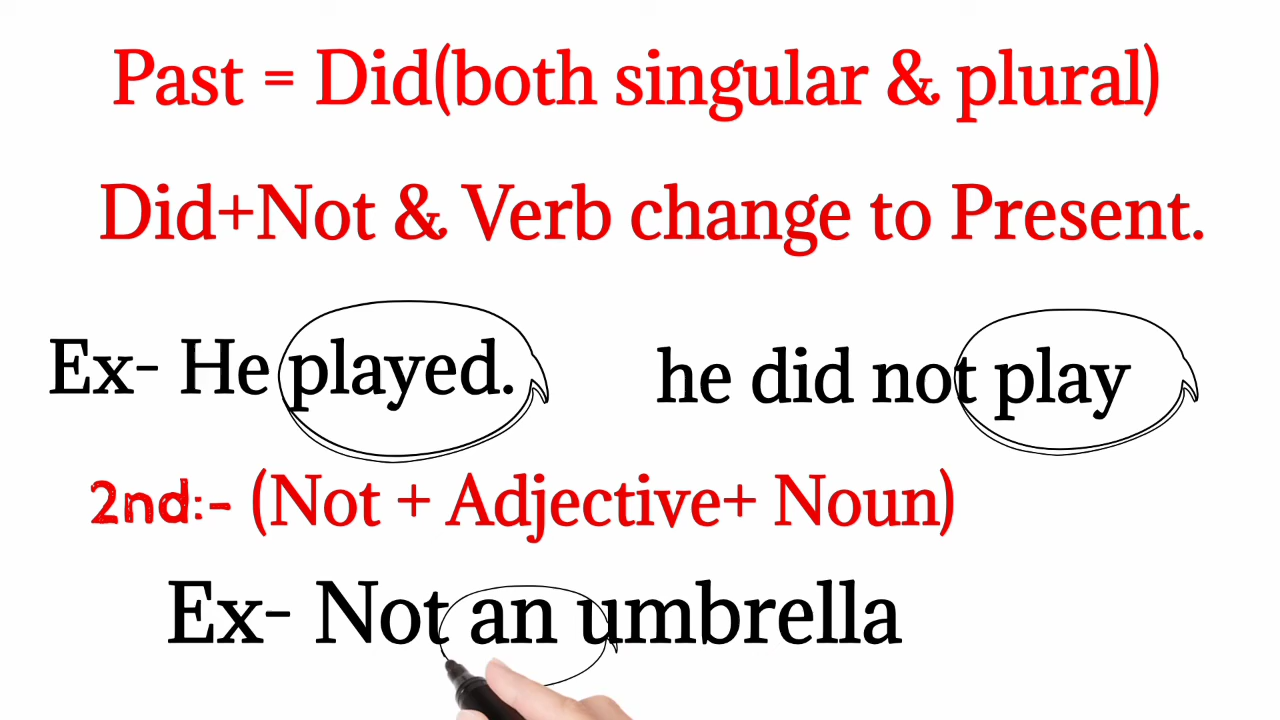 Past = Did(both singular & plural)
Did+Not & Verb change to Present.
Ex- He played. he did not play
2nd:- (Not + Adjective+ Noun)
Ex- Not an umbrella